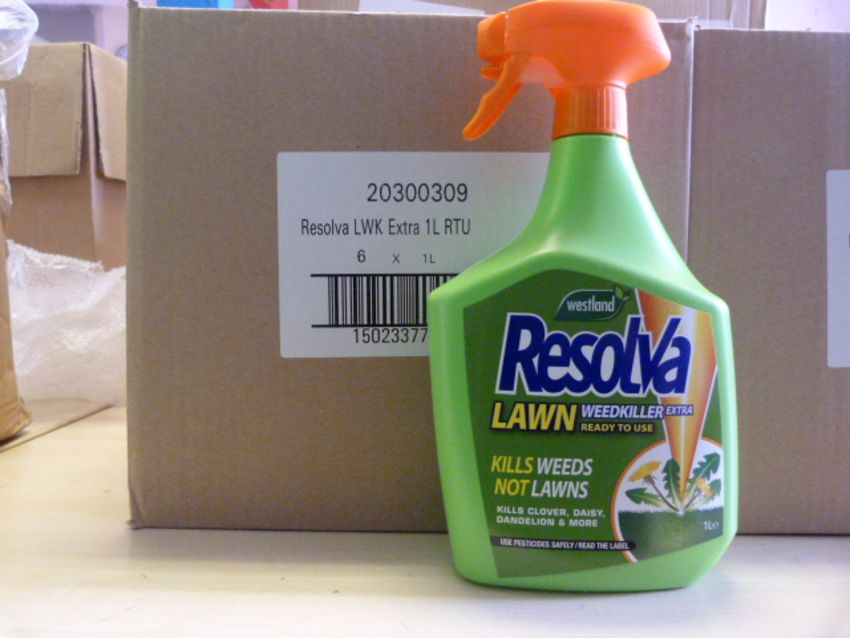 20300309
Resolva LWK Extra 1L RTU
6 X 1L
15023377
westland
Resolva
LAWN WEEDKILLER EXTRA
READY TO USE
KILLS WEEDS
NOT LAWNS
KILLS CLOVER, DAISY,
DANDELION & MORE
1L℮
USE PESTICIDES SAFELY/READ THE LABEL